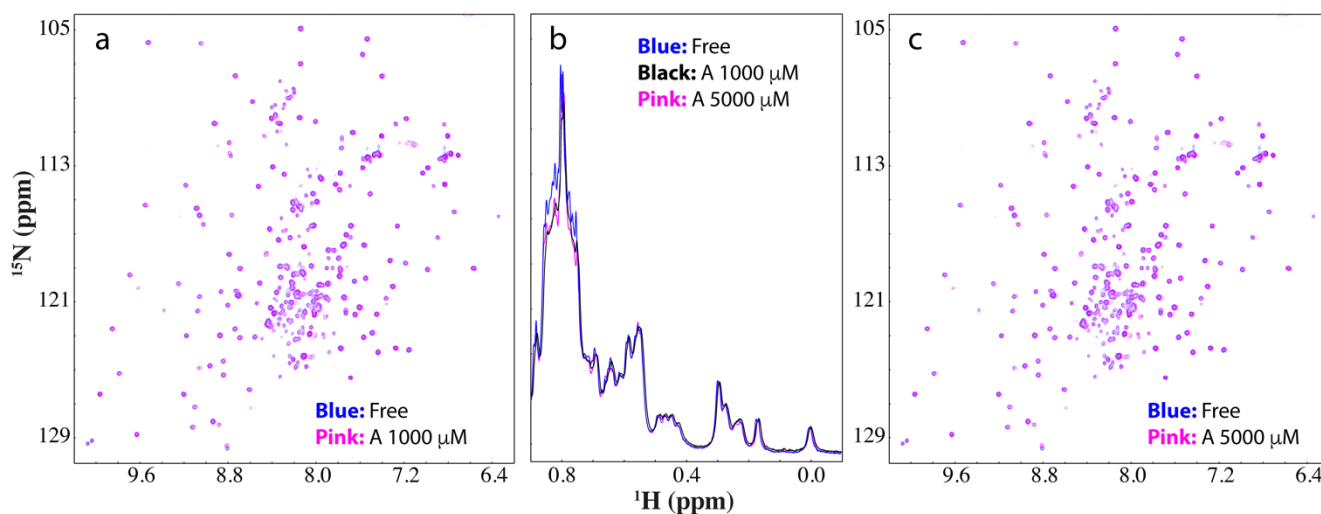 a
105
113
121
129
¹⁵N (ppm)
9.6 8.8 8.0 7.2 6.4
Blue: Free
Pink: A 1000 μM
b
Blue: Free
Black: A 1000 μM
Pink: A 5000 μM
0.8 0.4 0.0
¹H (ppm)
c
105
113
121
129
9.6 8.8 8.0 7.2 6.4
Blue: Free
Pink: A 5000 μM